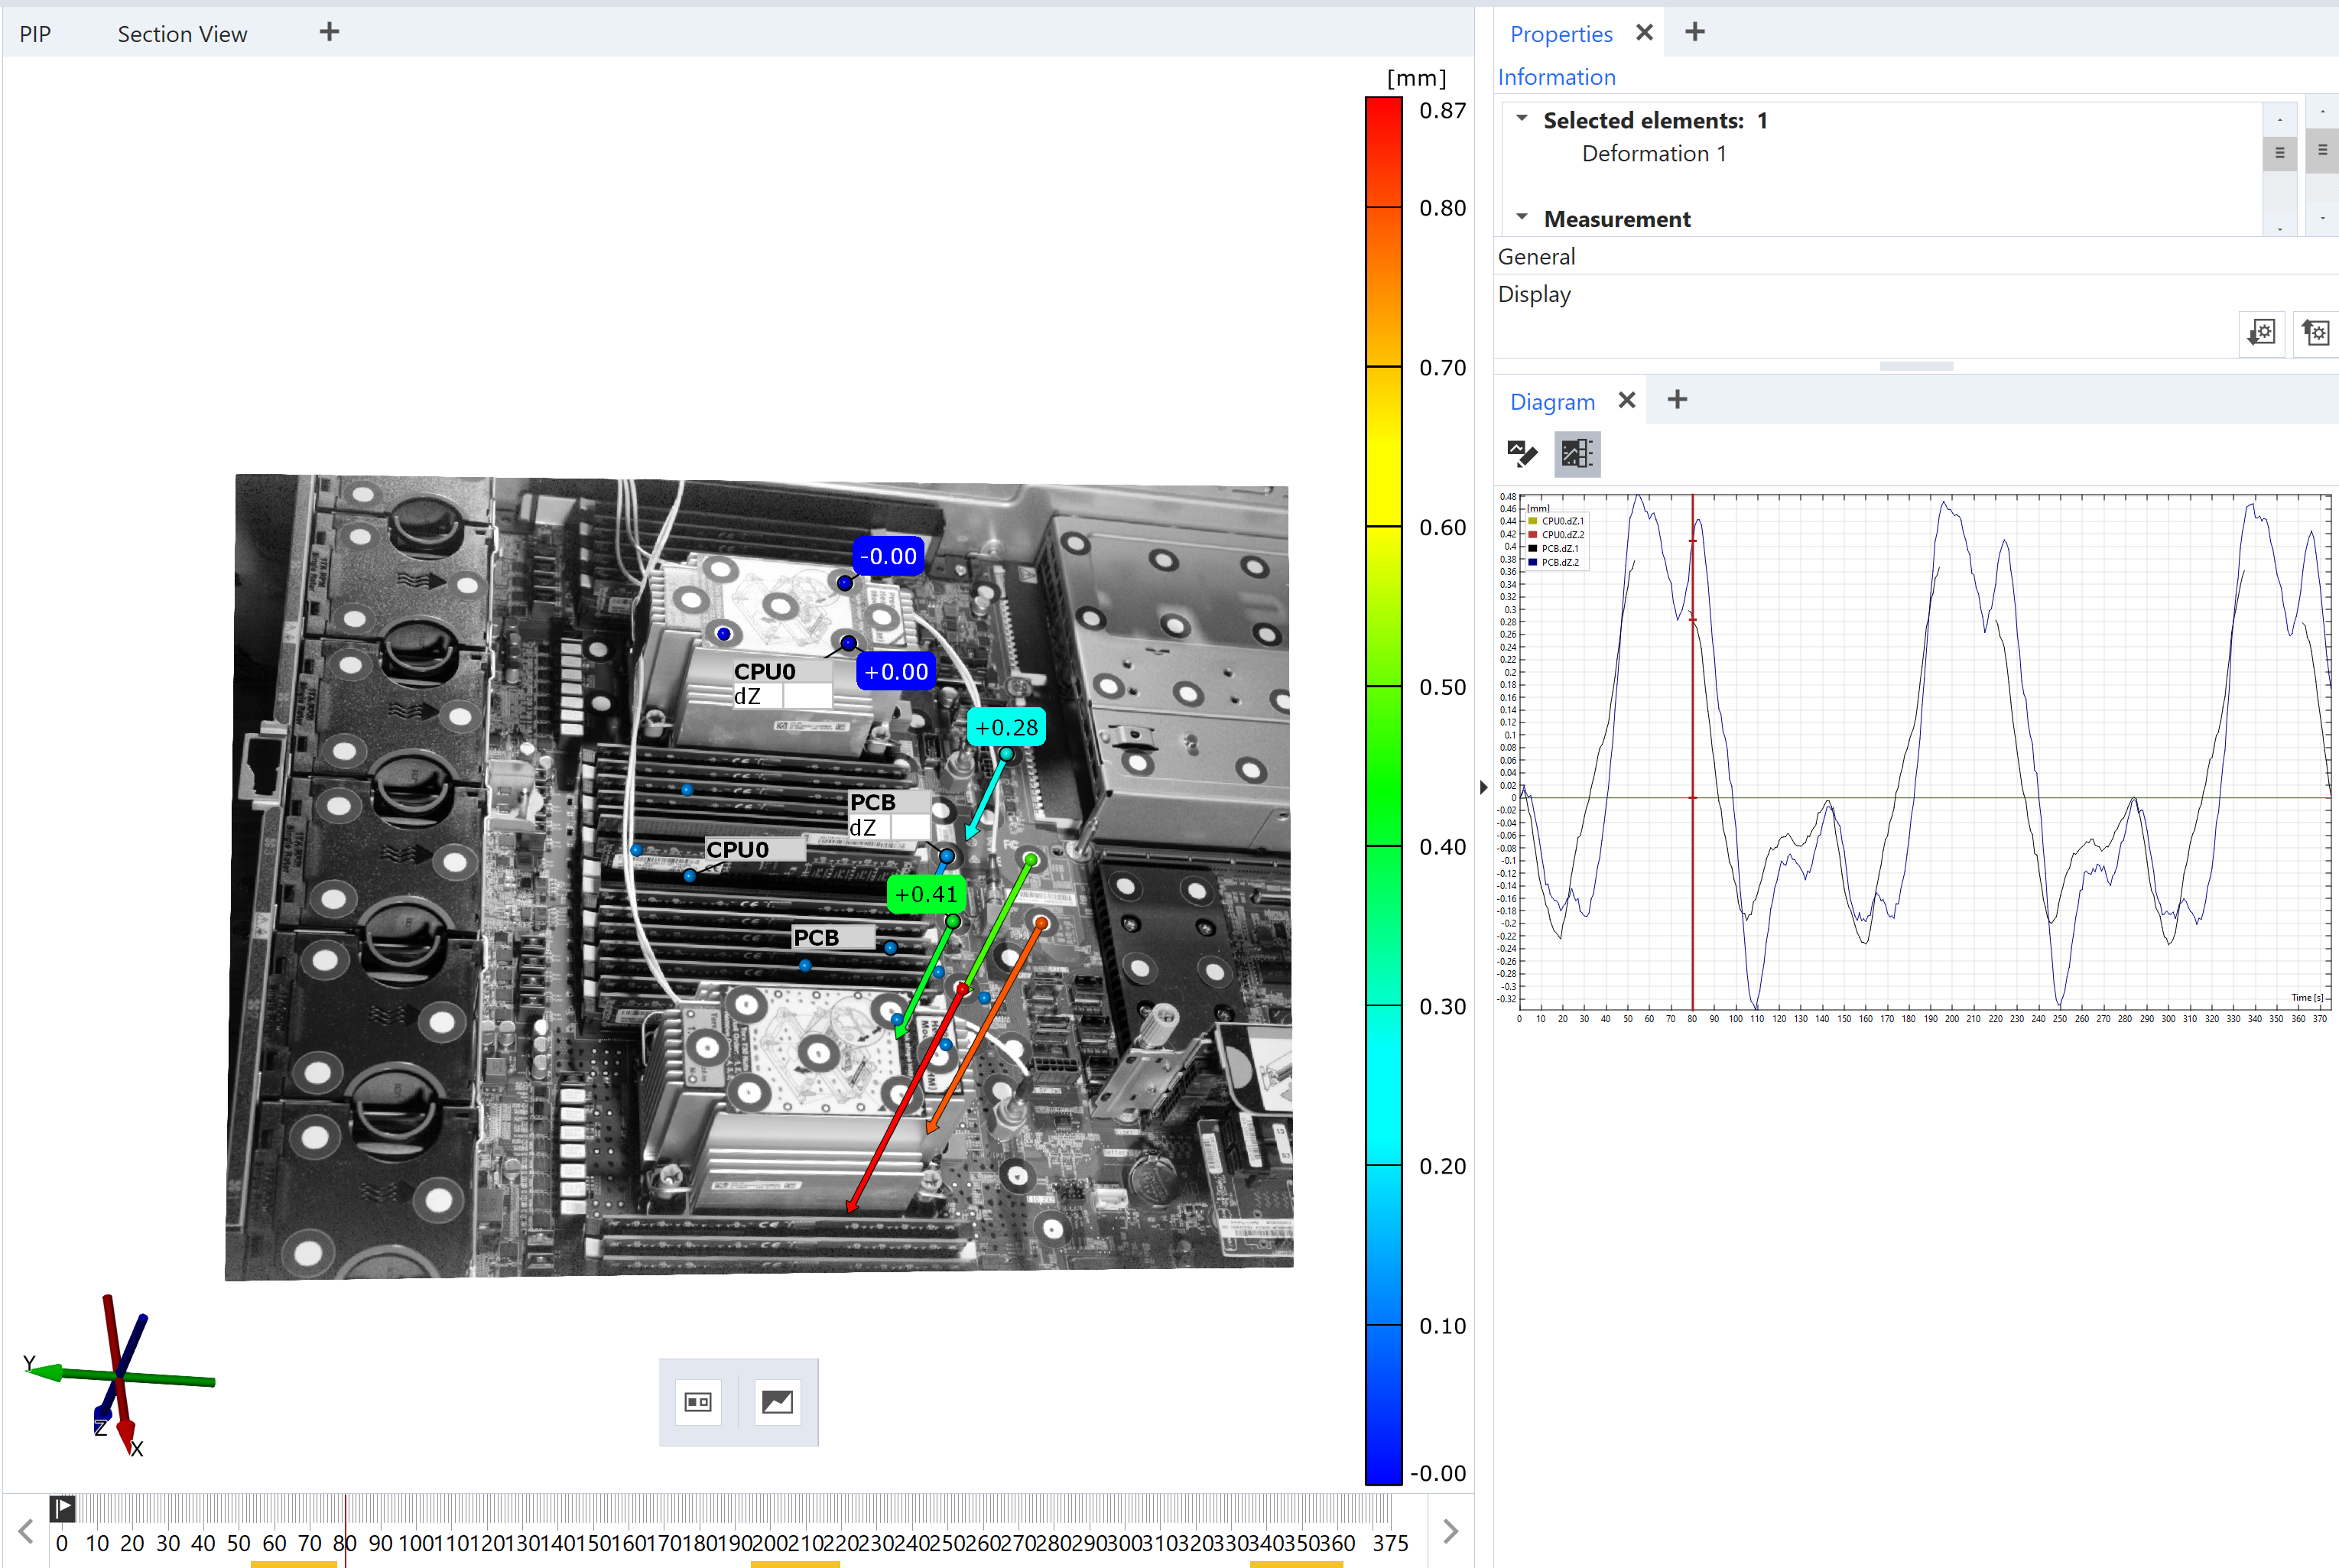 PIP Section View
Properties
Information
Selected elements: 1
Deformation 1
Measurement
General
Display
Diagram
[mm]
0.87
0.80
0.70
0.60
0.50
0.40
0.30
0.20
0.10
-0.00
-0.00
CPU0
dZ
+0.00
+0.28
PCB
dZ
CPU0
+0.41
PCB
Y
Z
X
0 10 20 30 40 50 60 70 80 90 100 110 120 130 140 150 160 170 180 190 200 210 220 230 240 250 260 270 280 290 300 310 320 330 340 350 360 375
[mm]
CPU0.dZ.1
CPU0.dZ.2
PCB.dZ.1
PCB.dZ.2
0.48
0.46
0.44
0.42
0.4
0.38
0.36
0.34
0.32
0.3
0.28
0.26
0.24
0.22
0.2
0.18
0.16
0.14
0.12
0.1
0.08
0.06
0.04
0.02
0
-0.02
-0.04
-0.06
-0.08
-0.1
-0.12
-0.14
-0.16
-0.18
-0.2
-0.22
-0.24
-0.26
-0.28
-0.3
-0.32
Time [s]
0 10 20 30 40 50 60 70 80 90 100 110 120 130 140 150 160 170 180 190 200 210 220 230 240 250 260 270 280 290 300 310 320 330 340 350 360 370